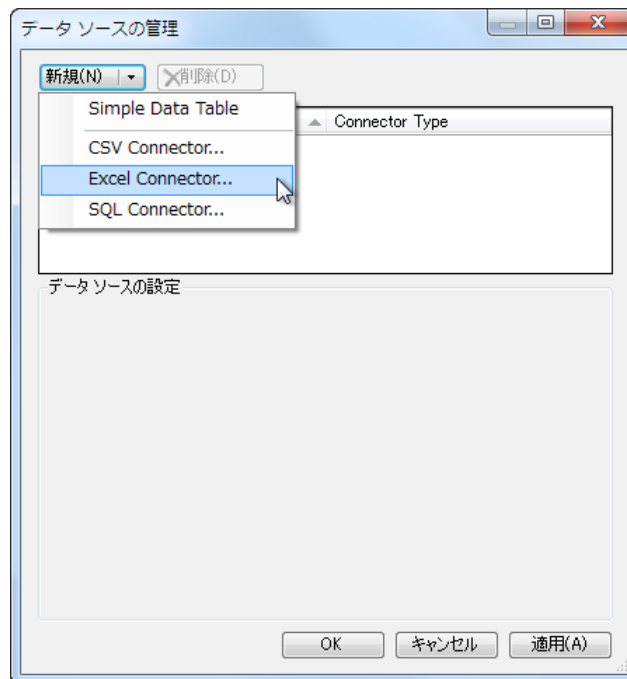 データ ソースの管理
新規(N) 削除(D)
Simple Data Table
Connector Type
CSV Connector...
Excel Connector...
SQL Connector...
データ ソースの設定
OK キャンセル 適用(A)